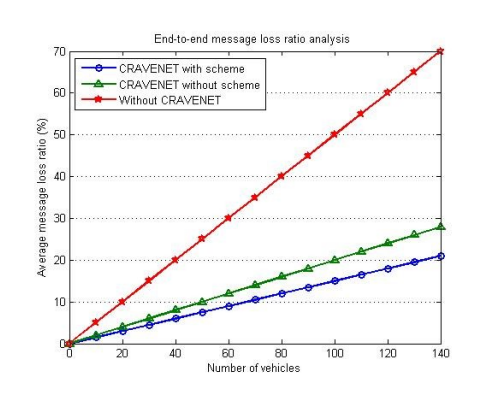 End-to-end message loss ratio analysis
70
60
50
40
30
20
10
0
CRAVENET with scheme
CRAVENET without scheme
Without CRAVENET
Average message loss ratio (%)
0 20 40 60 80 100 120 140
Number of vehicles